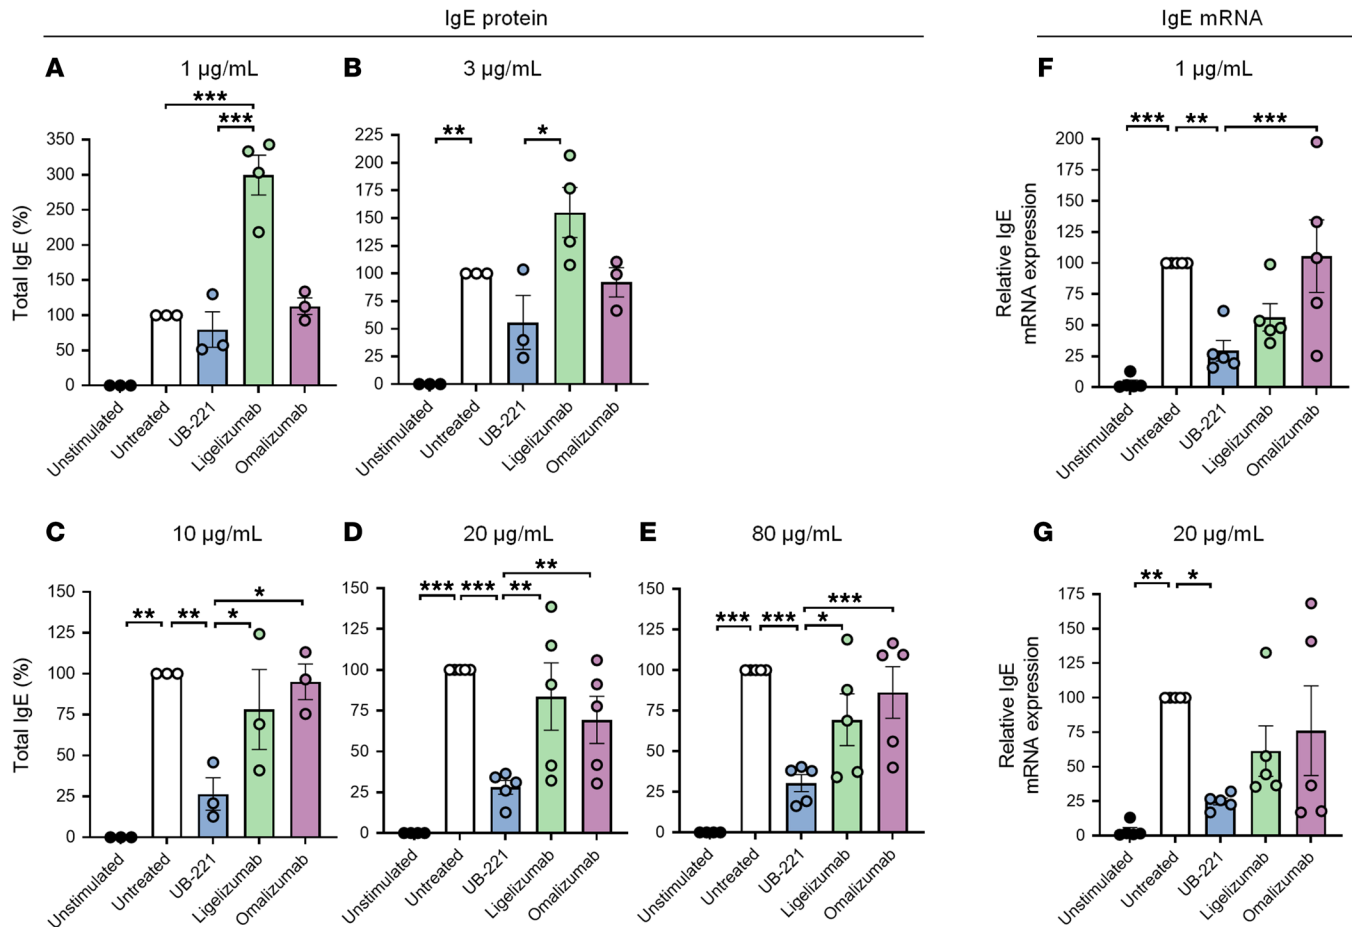 IgE protein
IgE mRNA
A
1 µg/mL
***
***
350
300
250
200
150
100
50
0
Total IgE (%)
Unstimulated
Untreated
UB-221
Ligelizumab
Omalizumab
B
3 µg/mL
**
*
225
200
175
150
125
100
75
50
25
0
Unstimulated
Untreated
UB-221
Ligelizumab
Omalizumab
F
1 µg/mL
***
**
***
200
175
150
125
100
75
50
25
0
Relative IgE
mRNA expression
Unstimulated
Untreated
UB-221
Ligelizumab
Omalizumab
C
10 µg/mL
*
**
**
*
150
125
100
75
50
25
0
Total IgE (%)
Unstimulated
Untreated
UB-221
Ligelizumab
Omalizumab
D
20 µg/mL
**
***
***
**
150
125
100
75
50
25
0
Unstimulated
Untreated
UB-221
Ligelizumab
Omalizumab
E
80 µg/mL
***
***
***
*
150
125
100
75
50
25
0
Unstimulated
Untreated
UB-221
Ligelizumab
Omalizumab
G
20 µg/mL
**
*
175
150
125
100
75
50
25
0
Relative IgE
mRNA expression
Unstimulated
Untreated
UB-221
Ligelizumab
Omalizumab